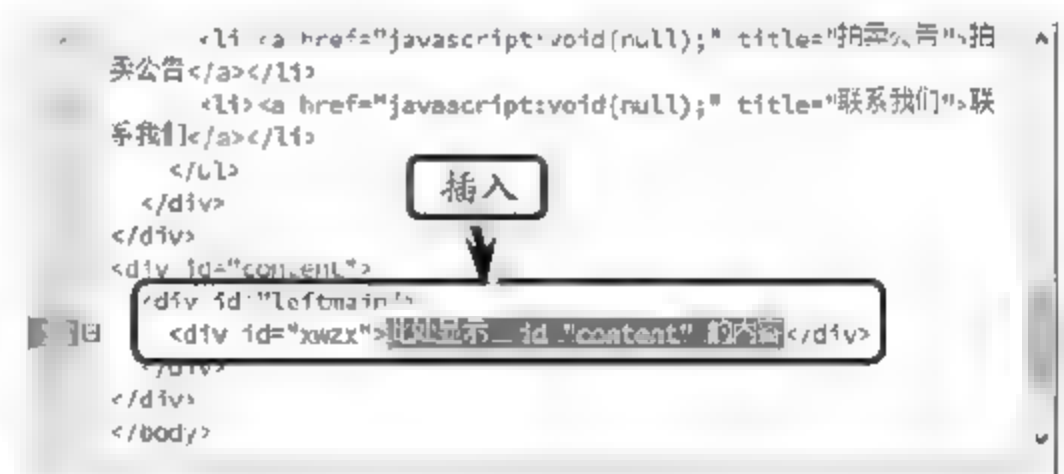 <li><a href="javascript:void(null);" title="拍卖公告">拍
卖公告</a></li>
<li><a href="javascript:void(null);" title="联系我们">联
系我们</a></li>
</ul>
插入
</div>
</div>
<div id="content">
<div id="leftmain">
<div id="xwzx">此处显示 id "content" 的内容</div>
</div>
</div>
</body>